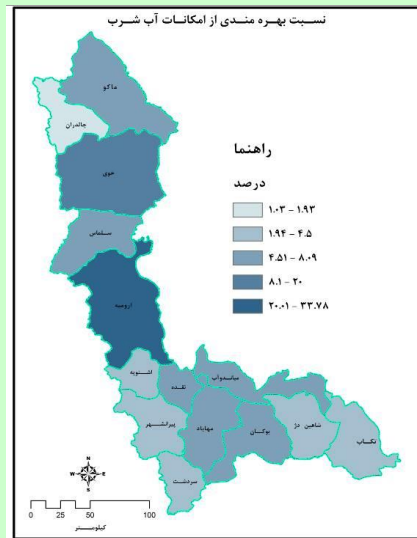 نسبت بهره مندی از امکانات آب شرب
ماکو
چالدران
خوی
سلماس
ارومیه
راهنما
درصد
۱.۰۳ - ۱.۹۳
۱.۹۴ - ۴.۵
۴.۵۱ - ۸.۰۹
۸.۱ - ۲۰
۲۰.۰۱ - ۳۳.۷۸
اشنویه
نقده
میاندوآب
پیرانشهر
مهاباد
بوکان
شاهین دژ
تکاب
سردشت
N
W E
S
0 25 50 100
کیلومتر